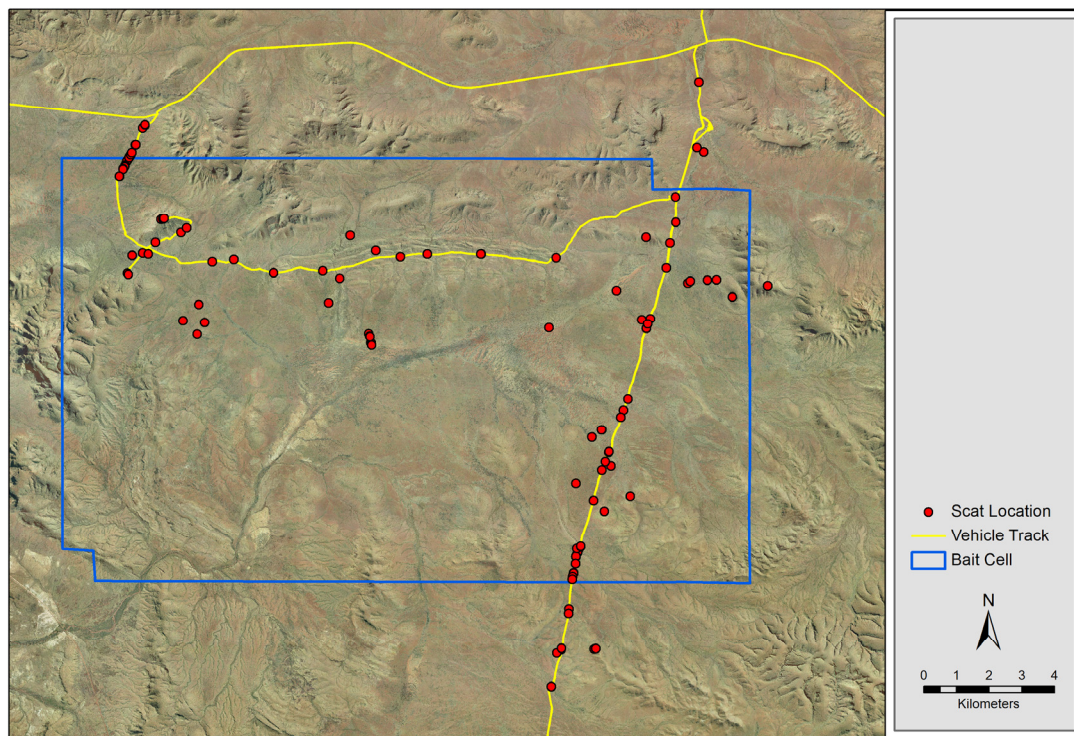 Scat Location
Vehicle Track
Bait Cell
N
0 1 2 3 4
Kilometers